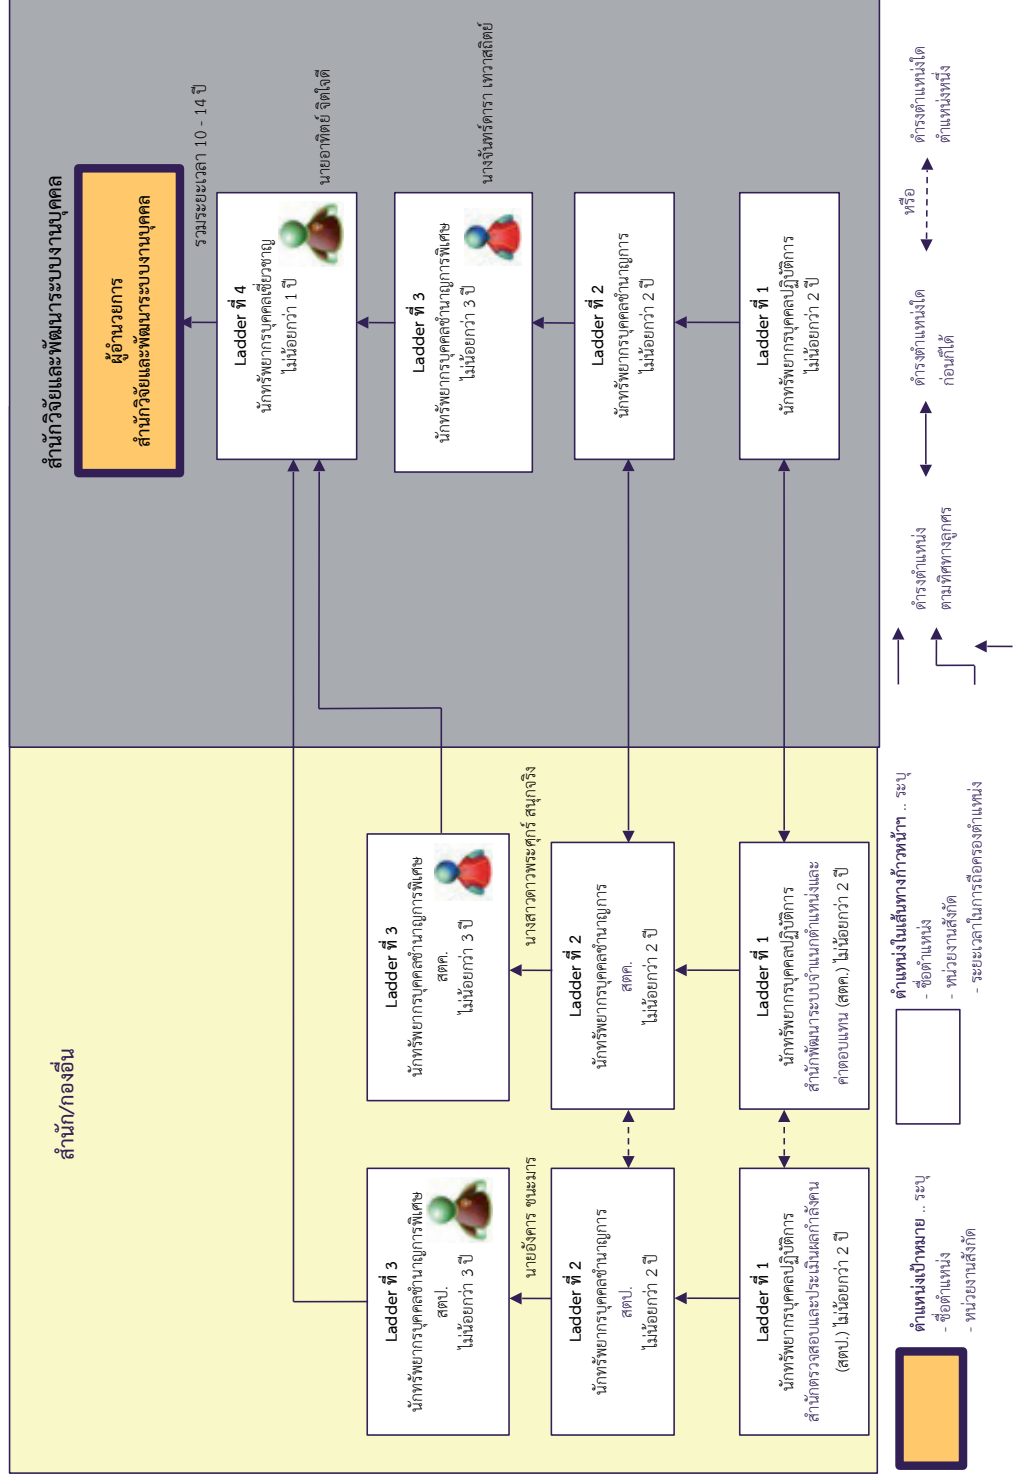 สำนัก/กองอื่น
สำนักวิจัยและพัฒนาระบบงานบุคคล
ผู้อำนวยการ
สำนักวิจัยและพัฒนาระบบงานบุคคล
รวมระยะเวลา 10 - 14 ปี
Ladder ที่ 4
นักทรัพยากรบุคคลเชี่ยวชาญ
ไม่น้อยกว่า 1 ปี
นายอาทิตย์ จิตใจดี
Ladder ที่ 3
นักทรัพยากรบุคคลชำนาญการพิเศษ
สตป.
ไม่น้อยกว่า 3 ปี
นายอังคาร ชนะมาร
Ladder ที่ 3
นักทรัพยากรบุคคลชำนาญการพิเศษ
สตค.
ไม่น้อยกว่า 3 ปี
นางสาวดาวพระศุกร์ สนุกจริง
Ladder ที่ 3
นักทรัพยากรบุคคลชำนาญการพิเศษ
ไม่น้อยกว่า 3 ปี
นางจันทร์ดารา เทวาสถิตย์
Ladder ที่ 2
นักทรัพยากรบุคคลชำนาญการ
สตป.
ไม่น้อยกว่า 2 ปี
Ladder ที่ 2
นักทรัพยากรบุคคลชำนาญการ
สตค.
ไม่น้อยกว่า 2 ปี
Ladder ที่ 2
นักทรัพยากรบุคคลชำนาญการ
ไม่น้อยกว่า 2 ปี
Ladder ที่ 1
นักทรัพยากรบุคคลปฏิบัติการ
สำนักตรวจสอบและประเมินผลกำลังคน
(สตป.) ไม่น้อยกว่า 2 ปี
Ladder ที่ 1
นักทรัพยากรบุคคลปฏิบัติการ
สำนักพัฒนาระบบจำแนกตำแหน่งและ
ค่าตอบแทน (สตค.) ไม่น้อยกว่า 2 ปี
Ladder ที่ 1
นักทรัพยากรบุคคลปฏิบัติการ
ไม่น้อยกว่า 2 ปี
ตำแหน่งเป้าหมาย .. ระบุ
- ชื่อตำแหน่ง
- หน่วยงานสังกัด
ตำแหน่งในเส้นทางก้าวหน้าฯ .. ระบุ
- ชื่อตำแหน่ง
- หน่วยงานสังกัด
- ระยะเวลาในการถือครองตำแหน่ง
ดำรงตำแหน่ง
ตามทิศทางลูกศร
ดำรงตำแหน่งใด
ก่อนก็ได้
หรือ
ดำรงตำแหน่งใด
ตำแหน่งหนึ่ง